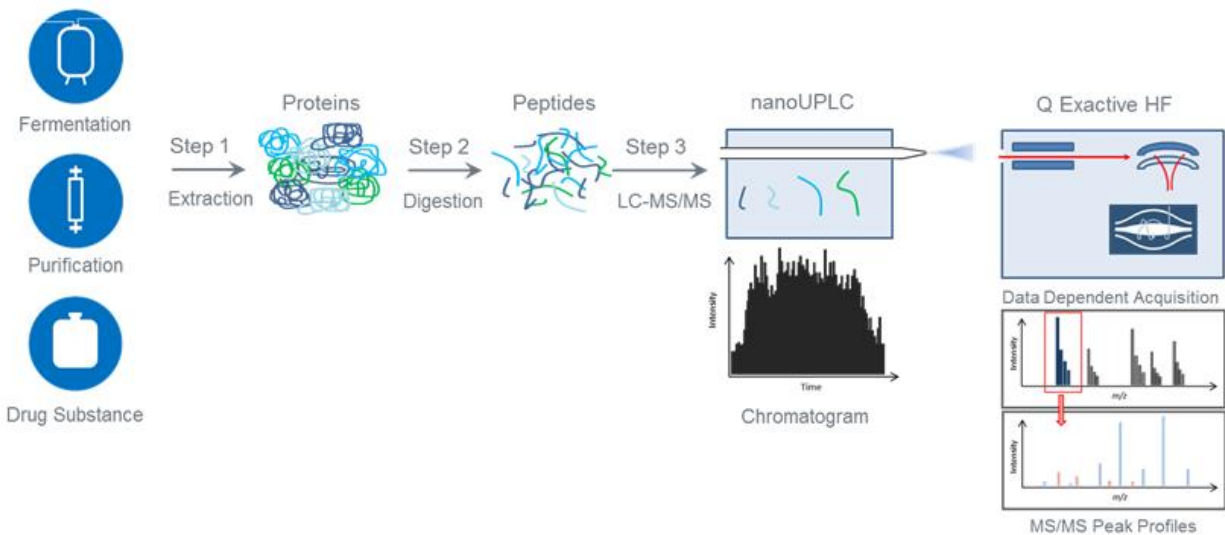 Fermentation
Purification
Drug Substance
Step 1
Extraction
Proteins
Step 2
Digestion
Peptides
Step 3
LC-MS/MS
nanoUPLC
Intensity
Time
Chromatogram
Q Exactive HF
Data Dependent Acquisition
Intensity
m/z
Intensity
m/z
MS/MS Peak Profiles